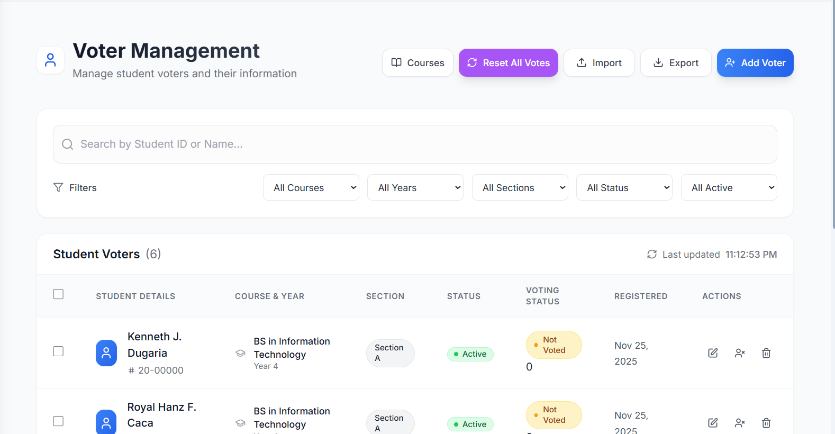 Voter Management
Manage student voters and their information
Courses
Reset All Votes
Import
Export
Add Voter
Search by Student ID or Name...
Filters
All Courses
All Years
All Sections
All Status
All Active
Student Voters (6)
Last updated 11:12:53 PM
STUDENT DETAILS
COURSE & YEAR
SECTION
STATUS
VOTING
STATUS
REGISTERED
ACTIONS
Kenneth J.
Dugaria
# 20-00000
BS in Information
Technology
Year 4
Section
A
Active
Not
Voted
0
Nov 25,
2025
Royal Hanz F.
Caca
BS in Information
Technology
Section
A
Active
Not
Voted
Nov 25,
2025